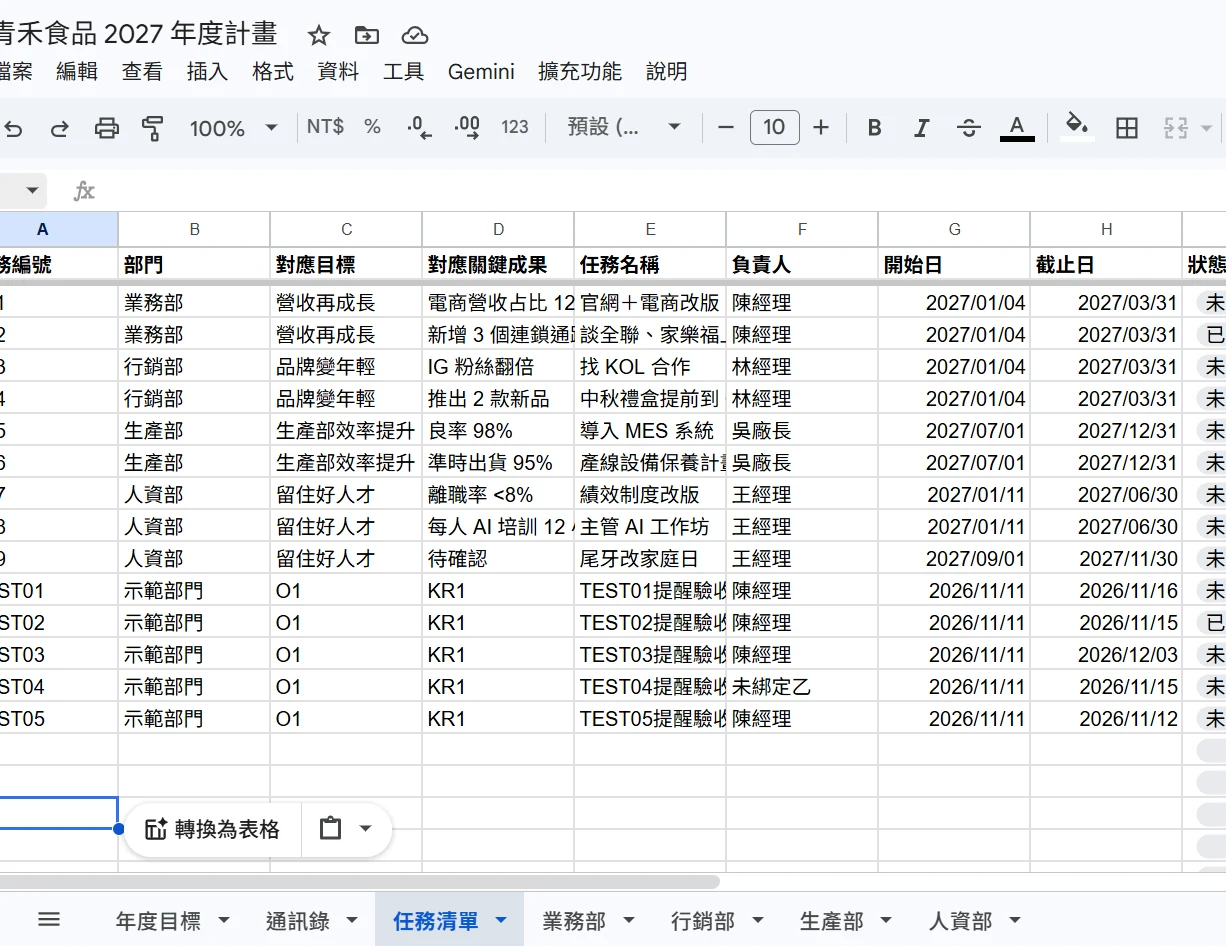 青禾食品 2027 年度計畫
檔案 編輯 查看 插入 格式 資料 工具 Gemini 擴充功能 說明
100% NT$ % .0 .00 123 預設 (... − 10 + B I S A
fx
A B C D E F G H
務編號 部門 對應目標 對應關鍵成果 任務名稱 負責人 開始日 截止日 狀態
1 業務部 營收再成長 電商營收占比 12 官網＋電商改版 陳經理 2027/01/04 2027/03/31 未
2 業務部 營收再成長 新增 3 個連鎖通 談全聯、家樂福 陳經理 2027/01/04 2027/03/31 已
3 行銷部 品牌變年輕 IG 粉絲翻倍 找 KOL 合作 林經理 2027/01/04 2027/03/31 未
4 行銷部 品牌變年輕 推出 2 款新品 中秋禮盒提前到 林經理 2027/01/04 2027/03/31 未
5 生產部 生產部效率提升 良率 98% 導入 MES 系統 吳廠長 2027/07/01 2027/12/31 未
6 生產部 生產部效率提升 準時出貨 95% 產線設備保養計 吳廠長 2027/07/01 2027/12/31 未
7 人資部 留住好人才 離職率 <8% 績效制度改版 王經理 2027/01/11 2027/06/30 未
8 人資部 留住好人才 每人 AI 培訓 12 主管 AI 工作坊 王經理 2027/01/11 2027/06/30 未
9 人資部 留住好人才 待確認 尾牙改家庭日 王經理 2027/09/01 2027/11/30 未
ST01 示範部門 O1 KR1 TEST01提醒驗收 陳經理 2026/11/11 2026/11/16 未
ST02 示範部門 O1 KR1 TEST02提醒驗收 陳經理 2026/11/11 2026/11/15 已
ST03 示範部門 O1 KR1 TEST03提醒驗收 陳經理 2026/11/11 2026/12/03 未
ST04 示範部門 O1 KR1 TEST04提醒驗收 未綁定乙 2026/11/11 2026/11/15 未
ST05 示範部門 O1 KR1 TEST05提醒驗收 陳經理 2026/11/11 2026/11/12 未
轉換為表格
年度目標 通訊錄 任務清單 業務部 行銷部 生產部 人資部